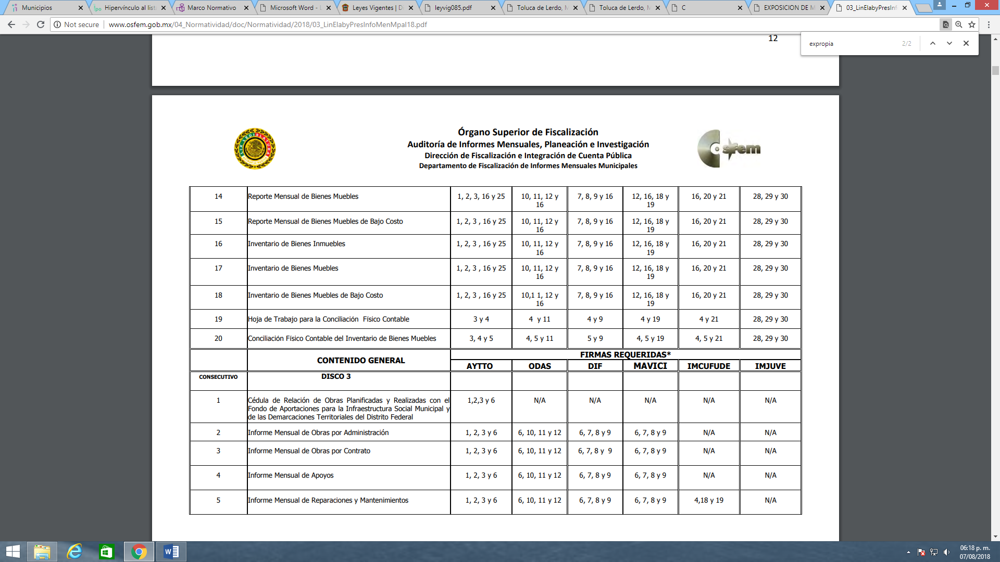 Municipios
Hipervínculo al list
Marco Normativo
Microsoft Word - L
Leyes Vigentes | D
leyvig085.pdf
Toluca de Lerdo, M
Toluca de Lerdo, M
C
EXPOSICION DE M
03_LinElabyPresInf
Not secure
www.osfem.gob.mx/04_Normatividad/doc/Normatividad/2018/03_LinElabyPresInfoMenMpal18.pdf
expropia 2/2
12
Órgano Superior de Fiscalización
Auditoría de Informes Mensuales, Planeación e Investigación
Dirección de Fiscalización e Integración de Cuenta Pública
Departamento de Fiscalización de Informes Mensuales Municipales
LIX LEGISLATURA
osfem
14 Reporte Mensual de Bienes Muebles 1, 2, 3, 16 y 25 10, 11, 12 y 16 7, 8, 9 y 16 12, 16, 18 y 19 16, 20 y 21 28, 29 y 30
15 Reporte Mensual de Bienes Muebles de Bajo Costo 1, 2, 3 , 16 y 25 10, 11, 12 y 16 7, 8, 9 y 16 12, 16, 18 y 19 16, 20 y 21 28, 29 y 30
16 Inventario de Bienes Inmuebles 1, 2, 3 , 16 y 25 10, 11, 12 y 16 7, 8, 9 y 16 12, 16, 18 y 19 16, 20 y 21 28, 29 y 30
17 Inventario de Bienes Muebles 1, 2, 3 , 16 y 25 10, 11, 12 y 16 7, 8, 9 y 16 12, 16, 18 y 19 16, 20 y 21 28, 29 y 30
18 Inventario de Bienes Muebles de Bajo Costo 1, 2, 3 , 16 y 25 10,1 1, 12 y 16 7, 8, 9 y 16 12, 16, 18 y 19 16, 20 y 21 28, 29 y 30
19 Hoja de Trabajo para la Conciliación Físico Contable 3 y 4 4 y 11 4 y 9 4 y 19 4 y 21 28, 29 y 30
20 Conciliación Físico Contable del Inventario de Bienes Muebles 3, 4 y 5 4, 5 y 11 5 y 9 4, 5 y 19 4, 5 y 21 28, 29 y 30
CONTENIDO GENERAL FIRMAS REQUERIDAS*
AYTTO ODAS DIF MAVICI IMCUFUDE IMJUVE
CONSECUTIVO DISCO 3
1 Cédula de Relación de Obras Planificadas y Realizadas con el 1,2,3 y 6 N/A N/A N/A N/A N/A
Fondo de Aportaciones para la Infraestructura Social Municipal y
de las Demarcaciones Territoriales del Distrito Federal
2 Informe Mensual de Obras por Administración 1, 2, 3 y 6 6, 10, 11 y 12 6, 7, 8 y 9 6, 7, 8 y 9 N/A N/A
3 Informe Mensual de Obras por Contrato 1, 2, 3 y 6 6, 10, 11 y 12 6, 7, 8 y 9 6, 7, 8 y 9 N/A N/A
4 Informe Mensual de Apoyos 1, 2, 3 y 6 6, 10, 11 y 12 6, 7, 8 y 9 6, 7, 8 y 9 N/A N/A
5 Informe Mensual de Reparaciones y Mantenimientos 1, 2, 3 y 6 6, 10, 11 y 12 6, 7, 8 y 9 6, 7, 8 y 9 4,18 y 19 N/A
06:18 p. m.
07/08/2018